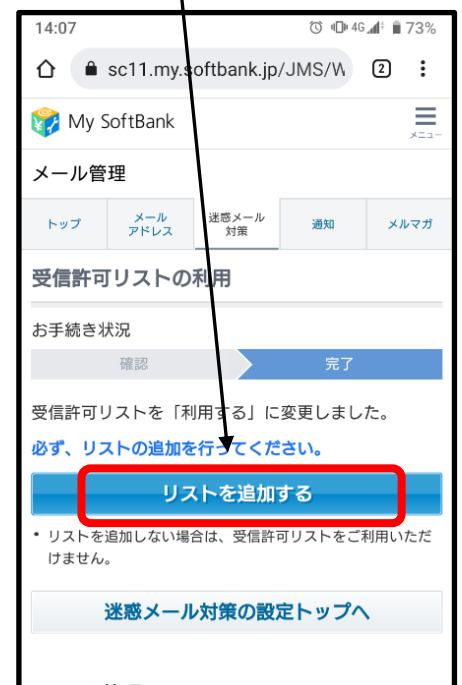 14:07 4G 73%
sc11.my.softbank.jp/JMS/W 2
My SoftBank
メニュー
メール管理
トップ
メール
アドレス
迷惑メール
対策
通知
メルマガ
受信許可リストの利用
お手続き状況
確認 完了
受信許可リストを「利用する」に変更しました。
必ず、リストの追加を行ってください。
リストを追加する
• リストを追加しない場合は、受信許可リストをご利用いただ
けません。
迷惑メール対策の設定トップへ